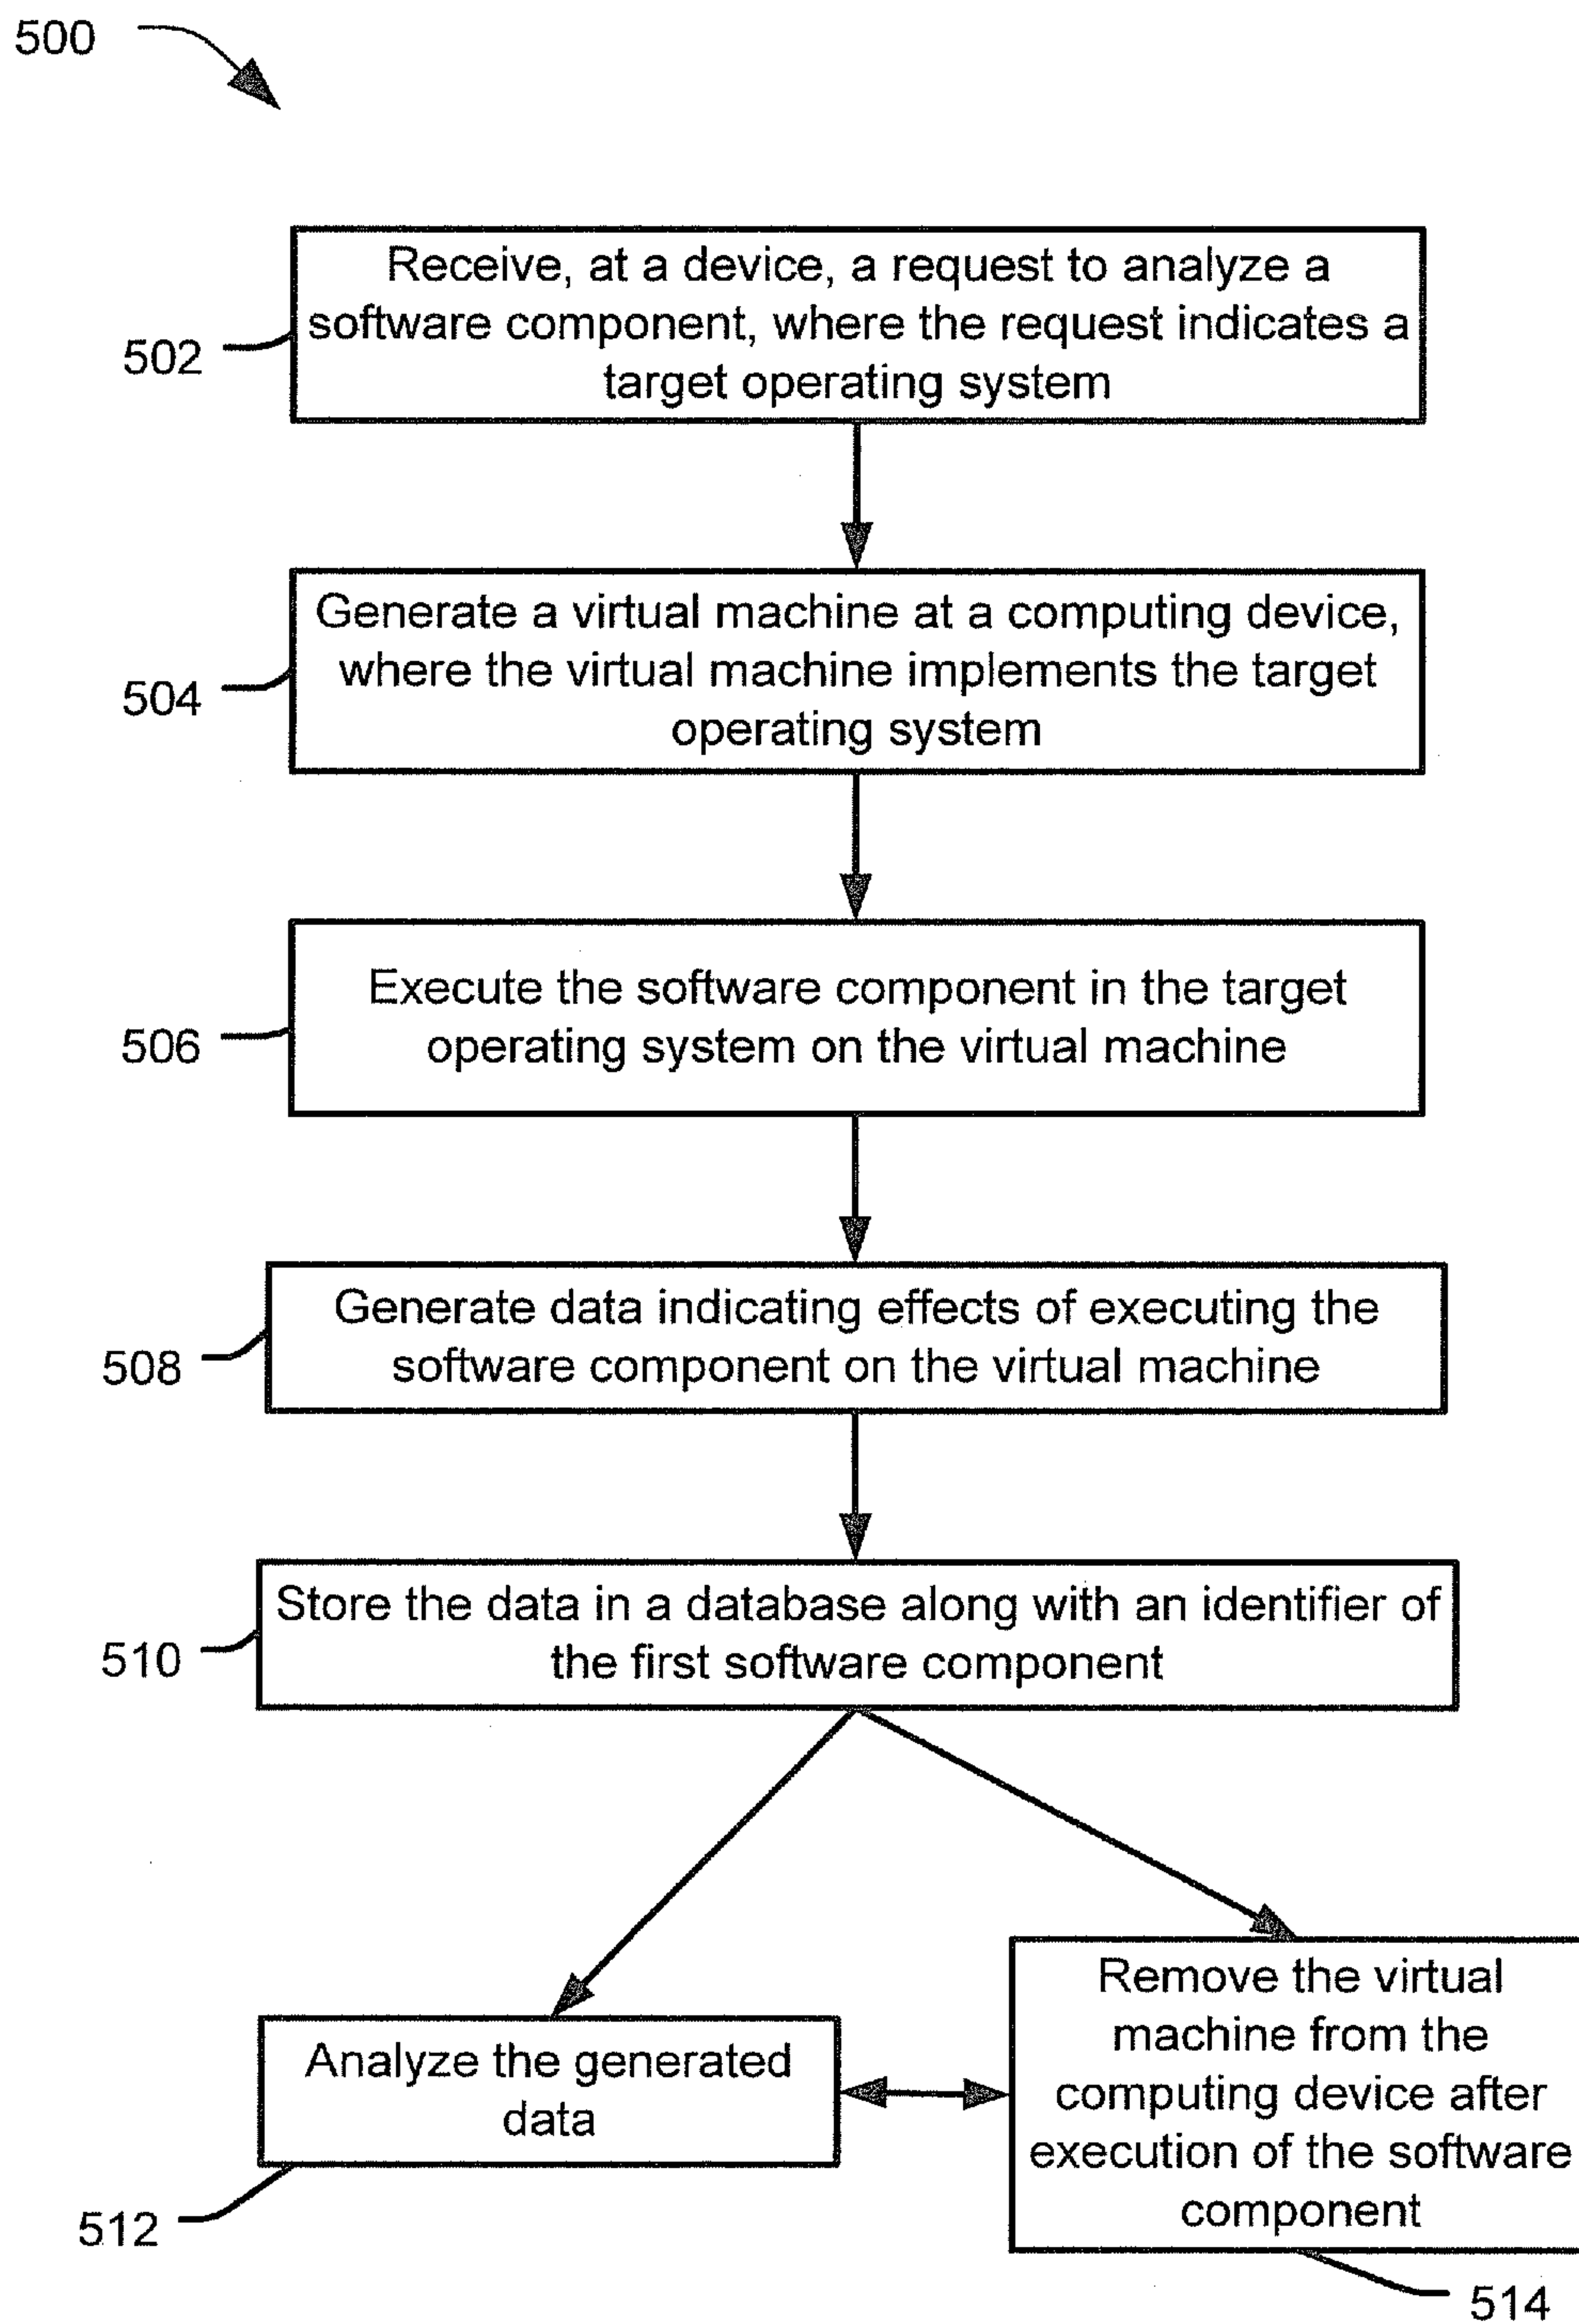 500
Receive, at a device, a request to analyze a
software component, where the request indicates a
target operating system
502
Generate a virtual machine at a computing device,
where the virtual machine implements the target
operating system
504
Execute the software component in the target
operating system on the virtual machine
506
Generate data indicating effects of executing the
software component on the virtual machine
508
Store the data in a database along with an identifier of
the first software component
510
Analyze the generated
data
512
Remove the virtual
machine from the
computing device after
execution of the software
component
514